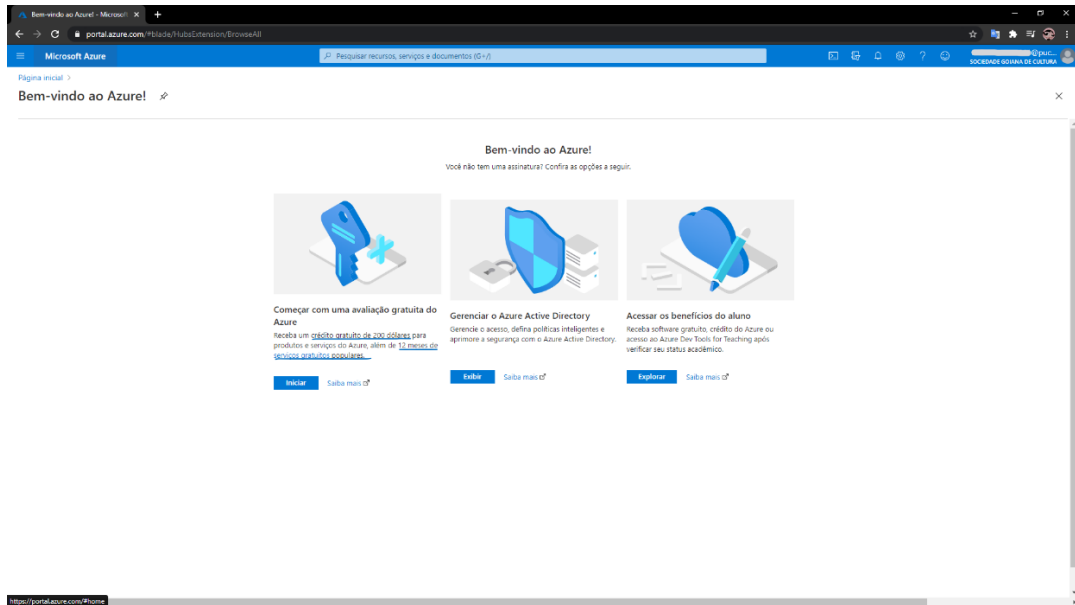 Bem-vindo ao Azure! - Microsoft
portal.azure.com/#blade/HubsExtension/BrowseAll
Microsoft Azure
Pesquisar recursos, serviços e documentos (G+/)
@puc...
SOCIEDADE GOIANA DE CULTURA
Página inicial >
Bem-vindo ao Azure!
Bem-vindo ao Azure!
Você não tem uma assinatura? Confira as opções a seguir.
Começar com uma avaliação gratuita do
Azure
Receba um crédito gratuito de 200 dólares para
produtos e serviços do Azure, além de 12 meses de
serviços gratuitos populares.
Iniciar
Saiba mais
Gerenciar o Azure Active Directory
Gerencie o acesso, defina políticas inteligentes e
aprimore a segurança com o Azure Active Directory.
Exibir
Saiba mais
Acessar os benefícios do aluno
Receba software gratuito, crédito do Azure ou
acesso ao Azure Dev Tools for Teaching após
verificar seu status acadêmico.
Explorar
Saiba mais
https://portal.azure.com/#home